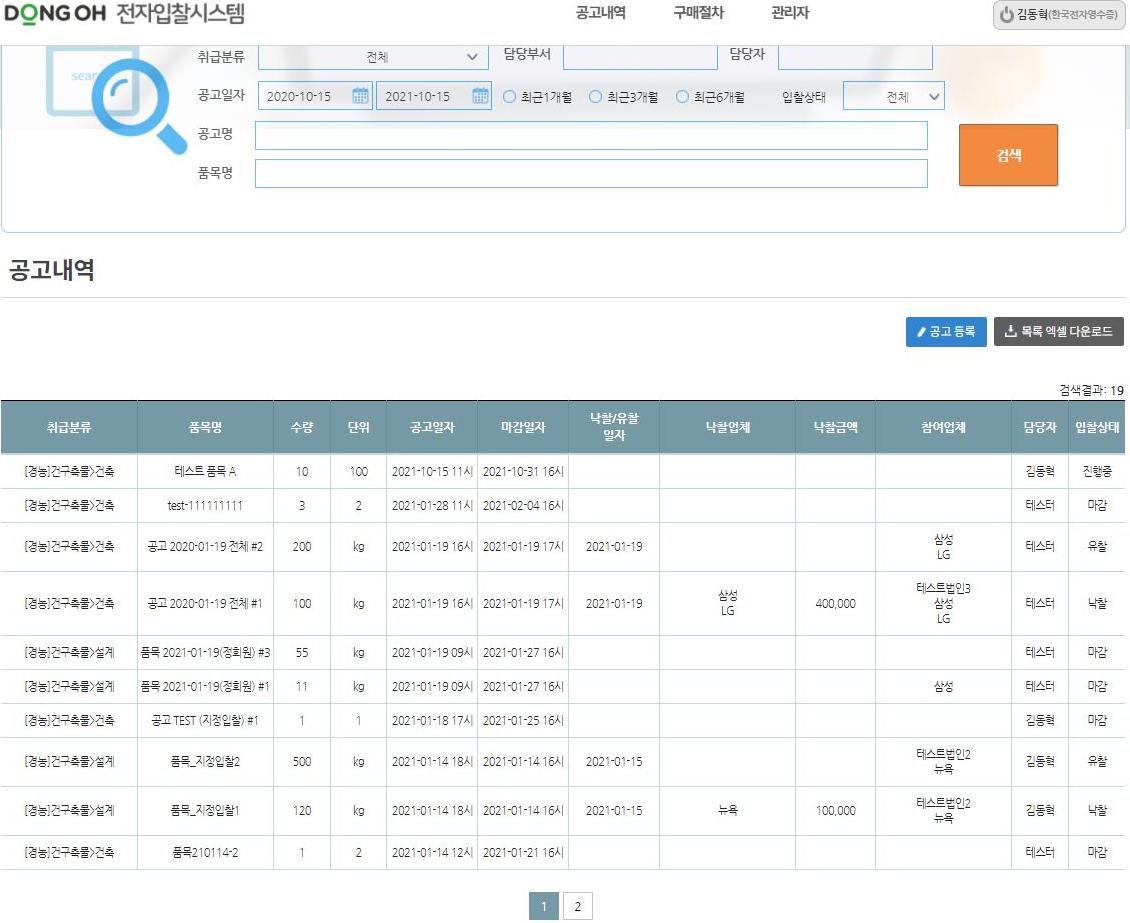 DONGOH 전자입찰시스템 공고내역 구매절차 관리자 김동혁(한국전자영수증)
취급분류 전체 담당부서 담당자
sear
공고일자 2020-10-15 2021-10-15 최근1개월 최근3개월 최근6개월 입찰상태 전체
공고명
검색
품목명
공고내역
공고 등록 목록 엑셀 다운로드
검색결과: 19
취급분류 품목명 수량 단위 공고일자 마감일자 낙찰/유찰 일자 낙찰업체 낙찰금액 참여업체 담당자 입찰상태
[경농]건구축물>건축 테스트 품목 A 10 100 2021-10-15 11시 2021-10-31 16시 김동혁 진행중
[경농]건구축물>건축 test-111111111 3 2 2021-01-28 11시 2021-02-04 16시 테스터 마감
[경농]건구축물>건축 공고 2020-01-19 전체 #2 200 kg 2021-01-19 16시 2021-01-19 17시 2021-01-19 삼성 LG 테스터 유찰
[경농]건구축물>건축 공고 2020-01-19 전체 #1 100 kg 2021-01-19 16시 2021-01-19 17시 2021-01-19 삼성 LG 400,000 테스트법인3 삼성 LG 테스터 낙찰
[경농]건구축물>설계 품목 2021-01-19(정회원) #3 55 kg 2021-01-19 09시 2021-01-27 16시 테스터 마감
[경농]건구축물>설계 품목 2021-01-19(정회원) #1 11 kg 2021-01-19 09시 2021-01-27 16시 삼성 테스터 마감
[경농]건구축물>건축 공고 TEST (지정입찰) #1 1 1 2021-01-18 17시 2021-01-25 16시 김동혁 마감
[경농]건구축물>설계 품목_지정입찰2 500 kg 2021-01-14 18시 2021-01-14 16시 2021-01-15 테스트법인2 뉴욕 김동혁 유찰
[경농]건구축물>설계 품목_지정입찰1 120 kg 2021-01-14 18시 2021-01-14 16시 2021-01-15 뉴욕 100,000 테스트법인2 뉴욕 김동혁 낙찰
[경농]건구축물>건축 품목210114-2 1 2 2021-01-14 12시 2021-01-21 16시 테스터 마감
1 2